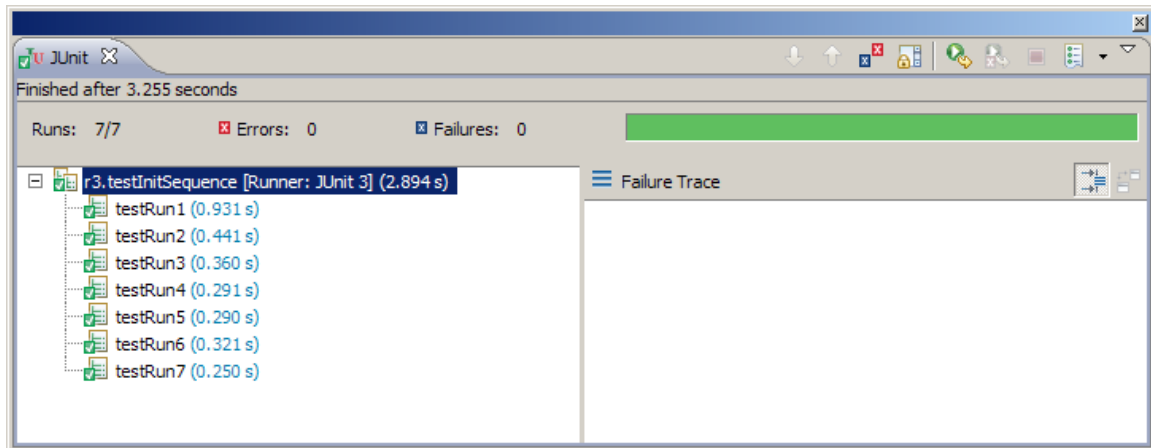 JUnit
Finished after 3.255 seconds
Runs: 7/7 Errors: 0 Failures: 0
r3.testInitSequence [Runner: JUnit 3] (2.894 s)
testRun1 (0.931 s)
testRun2 (0.441 s)
testRun3 (0.360 s)
testRun4 (0.291 s)
testRun5 (0.290 s)
testRun6 (0.321 s)
testRun7 (0.250 s)
Failure Trace